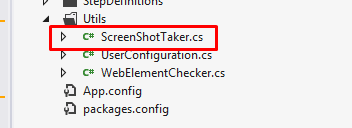 StepDefinitions
Utils
C# ScreenShotTaker.cs
C# UserConfiguration.cs
C# WebElementChecker.cs
App.config
packages.config